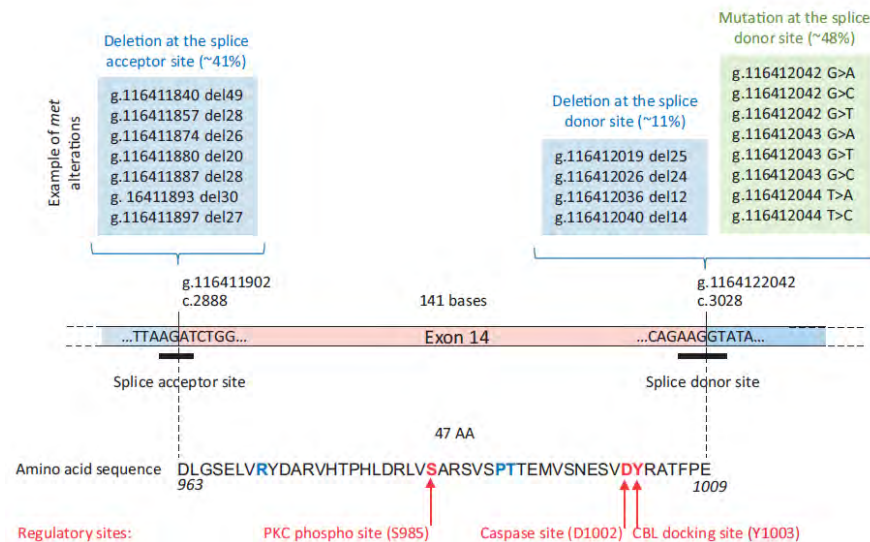 Mutation at the splice
donor site (~48%)
Deletion at the splice
acceptor site (~41%)
Example of met
alterations
g.116411840 del49
g.116411857 del28
g.116411874 del26
g.116411880 del20
g.116411887 del28
g. 16411893 del30
g.116411897 del27
Deletion at the splice
donor site (~11%)
g.116412019 del25
g.116412026 del24
g.116412036 del12
g.116412040 del14
g.116412042 G>A
g.116412042 G>C
g.116412042 G>T
g.116412043 G>A
g.116412043 G>T
g.116412043 G>C
g.116412044 T>A
g.116412044 T>C
g.116411902
c.2888
141 bases
g.1164122042
c.3028
...TTAAGATCTGG...
Exon 14
...CAGAAGGTATA...
Splice acceptor site
Splice donor site
47 AA
Amino acid sequence
DLGSELVRYDARVHTPHLDRLVSARSVSPTTEMVSNESVDYRATFPE
963
1009
Regulatory sites:
PKC phospho site (S985)
Caspase site (D1002)
CBL docking site (Y1003)